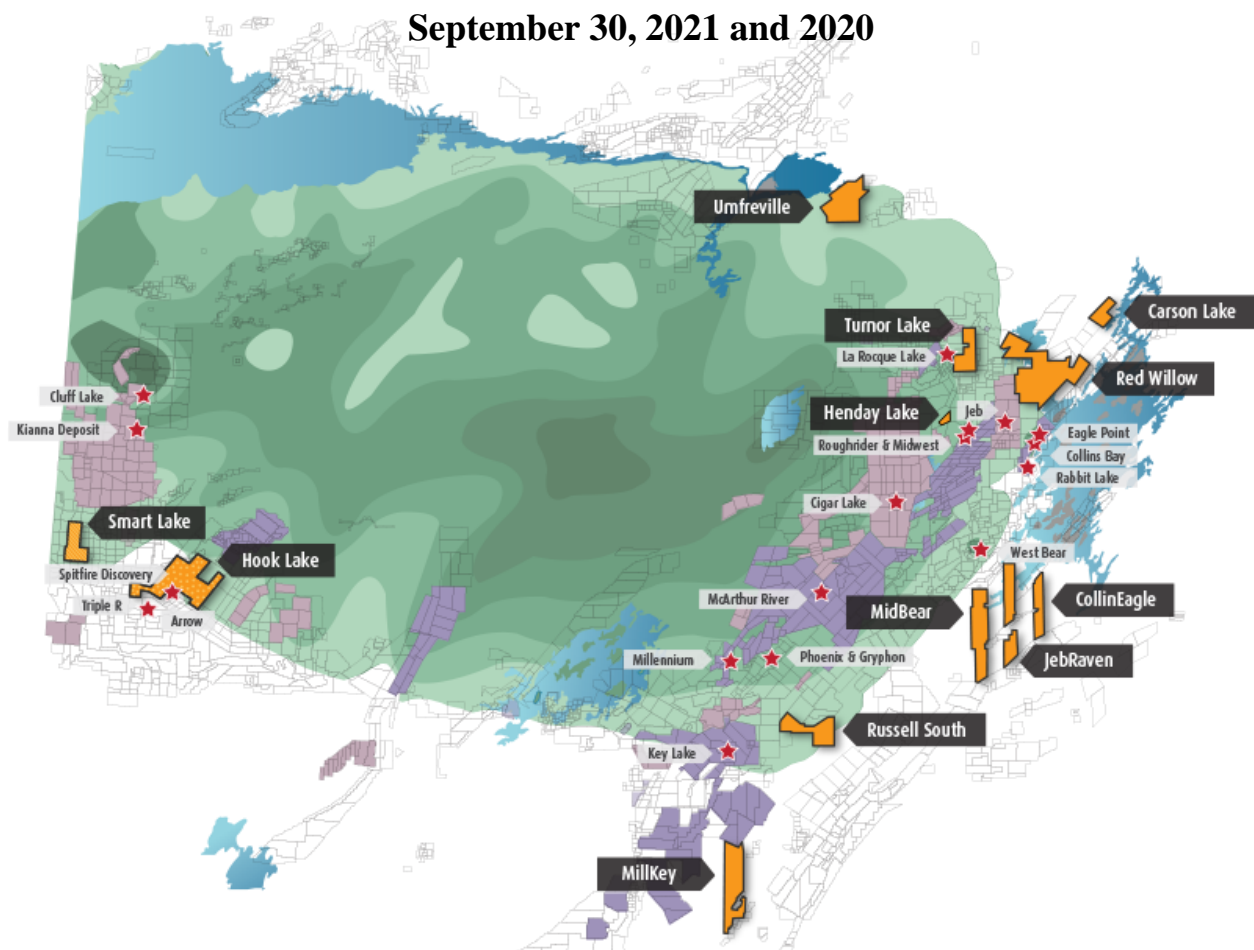 September 30, 2021 and 2020
Umfreville
Carson Lake
Turnor Lake
La Rocque Lake
Red Willow
Cluff Lake
Henday Lake
Jeb
Kianna Deposit
Eagle Point
Roughrider & Midwest
Collins Bay
Rabbit Lake
Cigar Lake
Smart Lake
West Bear
Hook Lake
Spitfire Discovery
McArthur River
CollinEagle
Triple R
MidBear
Arrow
Millennium
Phoenix & Gryphon
JebRaven
Russell South
Key Lake
MillKey